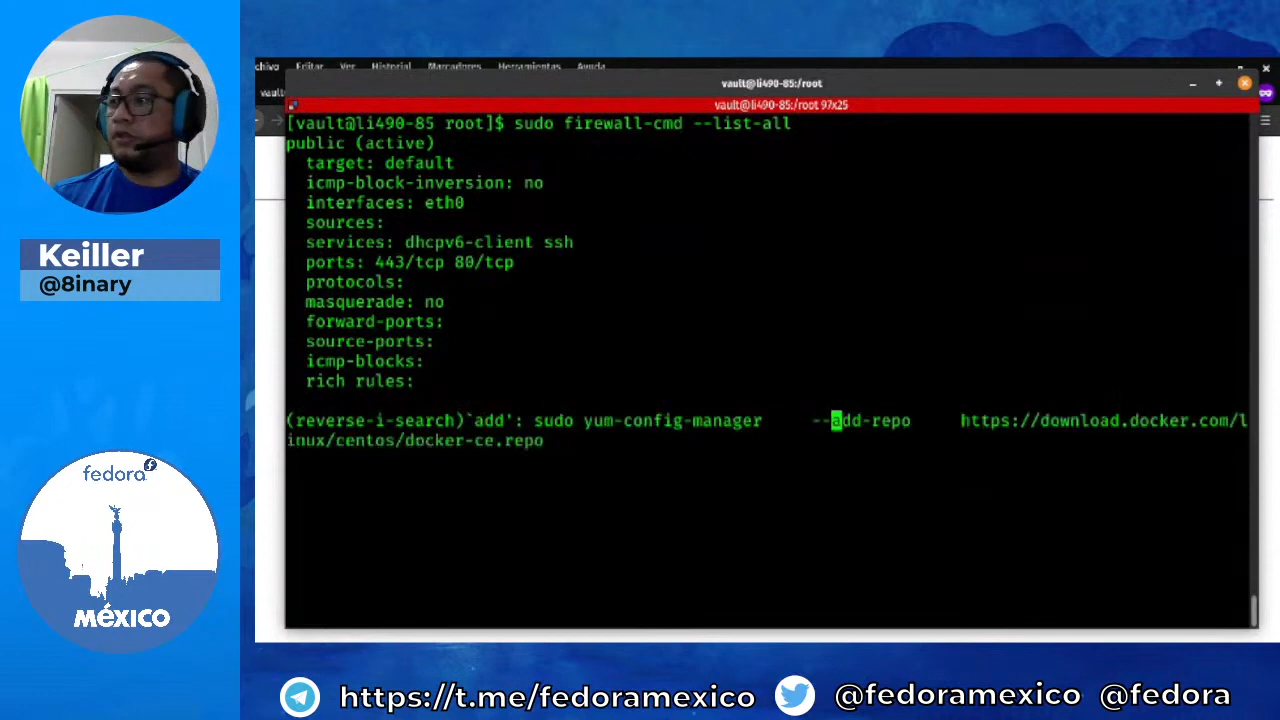 chivo Editar Ver Historial Marcadores Herramientas Ayuda
vault
vault@li490-85:/root
vault@li490-85:/root 97x25
[vault@li490-85 root]$ sudo firewall-cmd --list-all
public (active)
target: default
icmp-block-inversion: no
interfaces: eth0
sources:
services: dhcpv6-client ssh
ports: 443/tcp 80/tcp
protocols:
masquerade: no
forward-ports:
source-ports:
icmp-blocks:
rich rules:
(reverse-i-search)`add': sudo yum-config-manager --add-repo https://download.docker.com/l
inux/centos/docker-ce.repo
Keiller
@8inary
fedora
MÉXICO
https://t.me/fedoramexico @fedoramexico @fedora